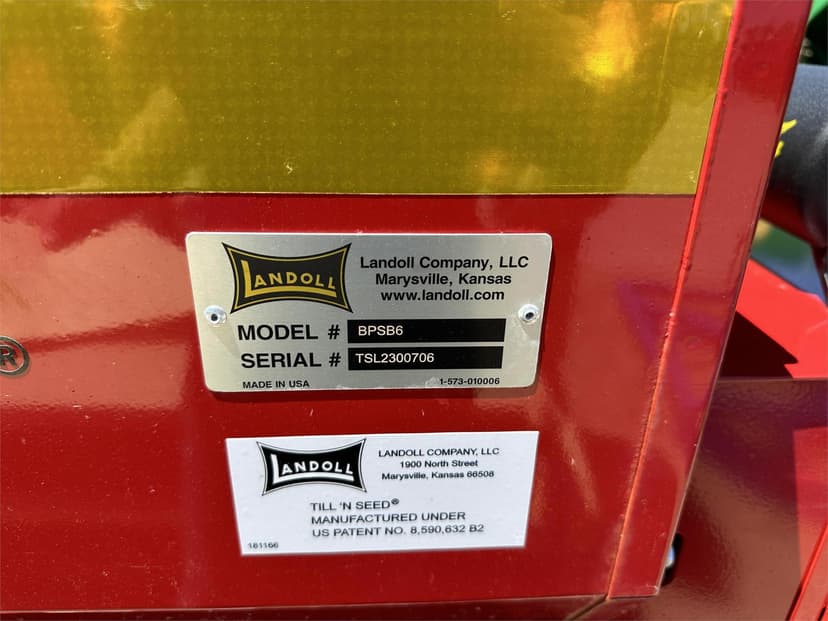 ®
LANDOLL
Landoll Company, LLC
Marysville, Kansas
www.landoll.com
MODEL # BPSB6
SERIAL # TSL2300706
MADE IN USA 1-573-010006
LANDOLL
LANDOLL COMPANY, LLC
1900 North Street
Marysville, Kansas 66508
TILL 'N SEED®
MANUFACTURED UNDER
US PATENT NO. 8,590,632 B2
181166